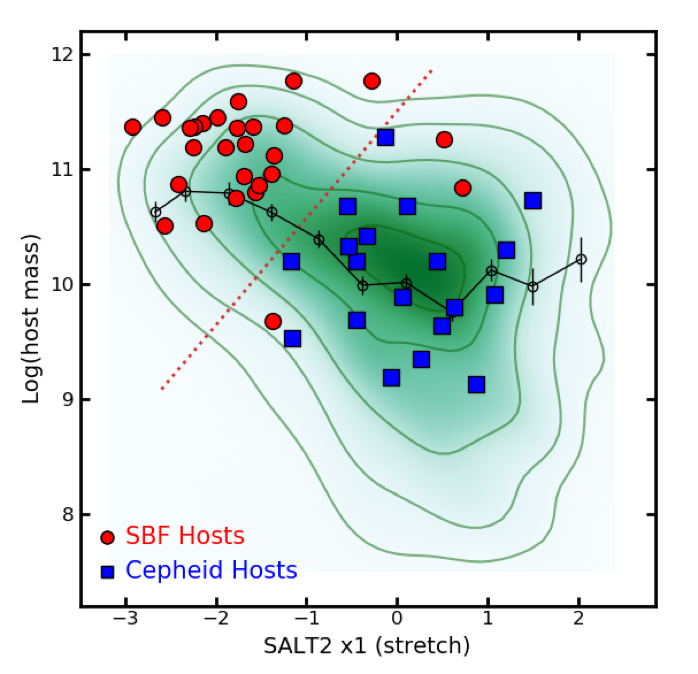 12
11
10
9
8
Log(host mass)
SBF Hosts
Cepheid Hosts
−3 −2 −1 0 1 2
SALT2 x1 (stretch)